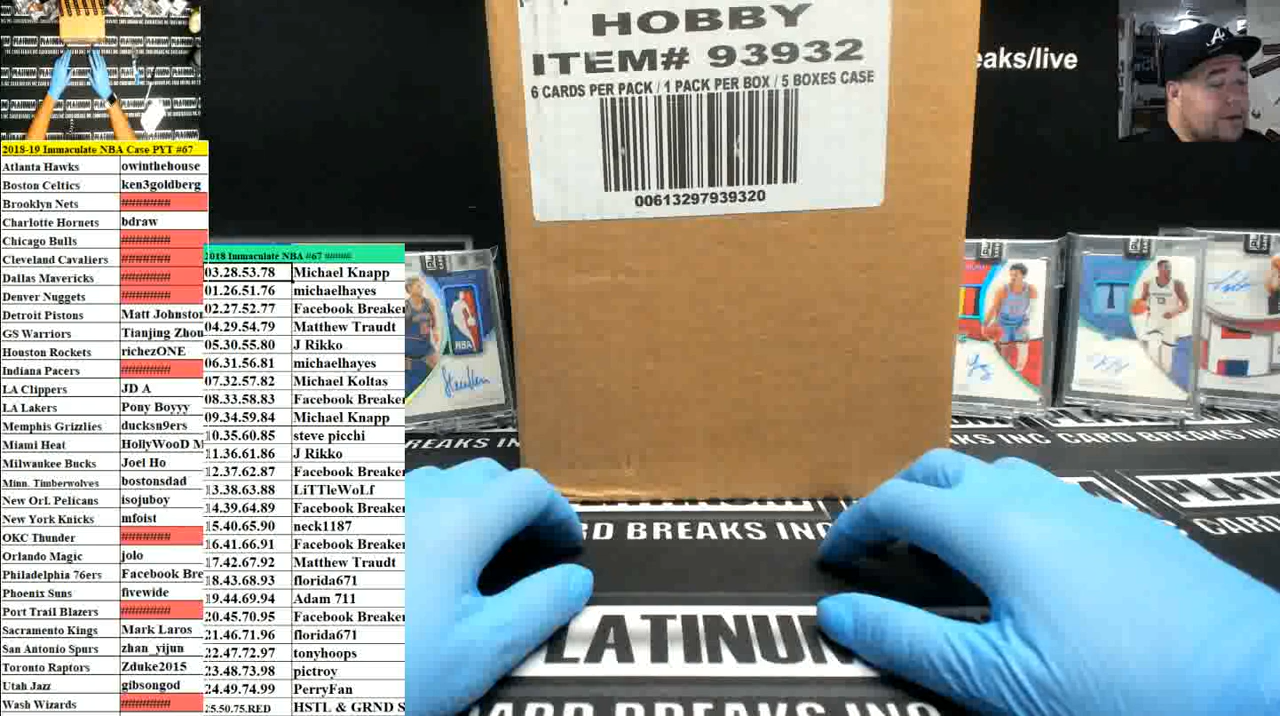 HOBBY
ITEM# 93932
6 CARDS PER PACK / 1 PACK PER BOX / 5 BOXES CASE
00613297939320
eaks/live
A
2018-19 Immaculate NBA Case PYT #67
Atlanta Hawks owinthehouse
Boston Celtics ken3goldberg
Brooklyn Nets #######
Charlotte Hornets bdraw
Chicago Bulls #######
Cleveland Cavaliers #######
Dallas Mavericks #######
Denver Nuggets #######
Detroit Pistons Matt Johnston
GS Warriors Tianjing Zhou
Houston Rockets richezONE
Indiana Pacers #######
LA Clippers JD A
LA Lakers Pony Boyyy
Memphis Grizzlies ducksn9ers
Miami Heat HollyWooD M
Milwaukee Bucks Joel Ho
Minn. Timberwolves bostonsdad
New Orl. Pelicans isojuboy
New York Knicks mfoist
OKC Thunder #######
Orlando Magic jolo
Philadelphia 76ers Facebook Bre
Phoenix Suns fivewide
Port Trail Blazers #######
Sacramento Kings Mark Laros
San Antonio Spurs zhan_yijun
Toronto Raptors Zduke2015
Utah Jazz gibsongod
Wash Wizards #######
2018 Immaculate NBA #67 #####
03.28.53.78 Michael Knapp
01.26.51.76 michaelhayes
02.27.52.77 Facebook Breaker
04.29.54.79 Matthew Traudt
05.30.55.80 J Rikko
06.31.56.81 michaelhayes
07.32.57.82 Michael Koltas
08.33.58.83 Facebook Breaker
09.34.59.84 Michael Knapp
10.35.60.85 steve picchi
11.36.61.86 J Rikko
12.37.62.87 Facebook Breaker
13.38.63.88 LiTTleWoLf
14.39.64.89 Facebook Breaker
15.40.65.90 neck1187
16.41.66.91 Facebook Breaker
17.42.67.92 Matthew Traudt
18.43.68.93 florida671
19.44.69.94 Adam 711
20.45.70.95 Facebook Breaker
21.46.71.96 florida671
22.47.72.97 tonyhoops
23.48.73.98 pictroy
24.49.74.99 PerryFan
25.50.75.RED HSTL & GRND S
NBA
BREAKS IN
BREAKS INC CARD BREAKS
PLATIN
RD BREAKS INC
CARD
PLATINUM
CARD BREAKS INC